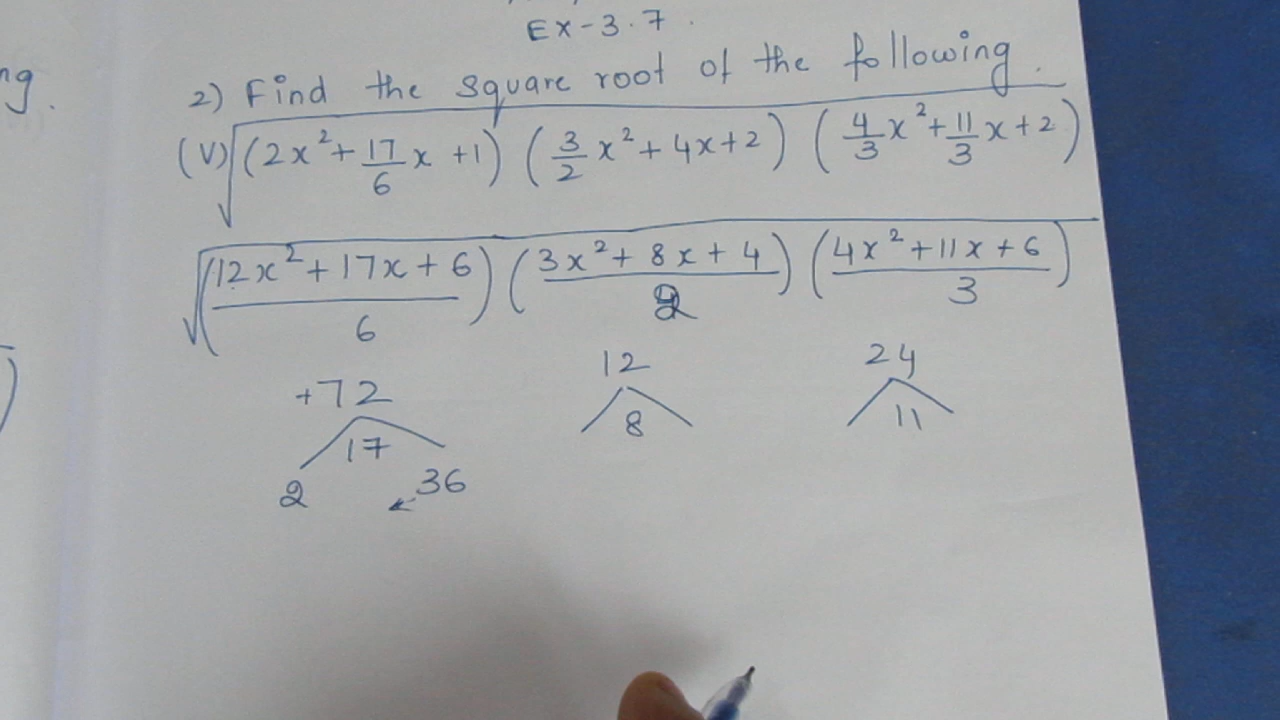 Ex-3.7.
ng.
2) Find the square root of the following.
(V) √(2x²+17/6 x +1) (3/2 x²+4x+2) (4/3 x²+11/3 x+2)
√((12x²+17x+6)/6) ((3x²+8x+4)/2) ((4x²+11x+6)/3)
+72 12 24
17 8 11
2 36